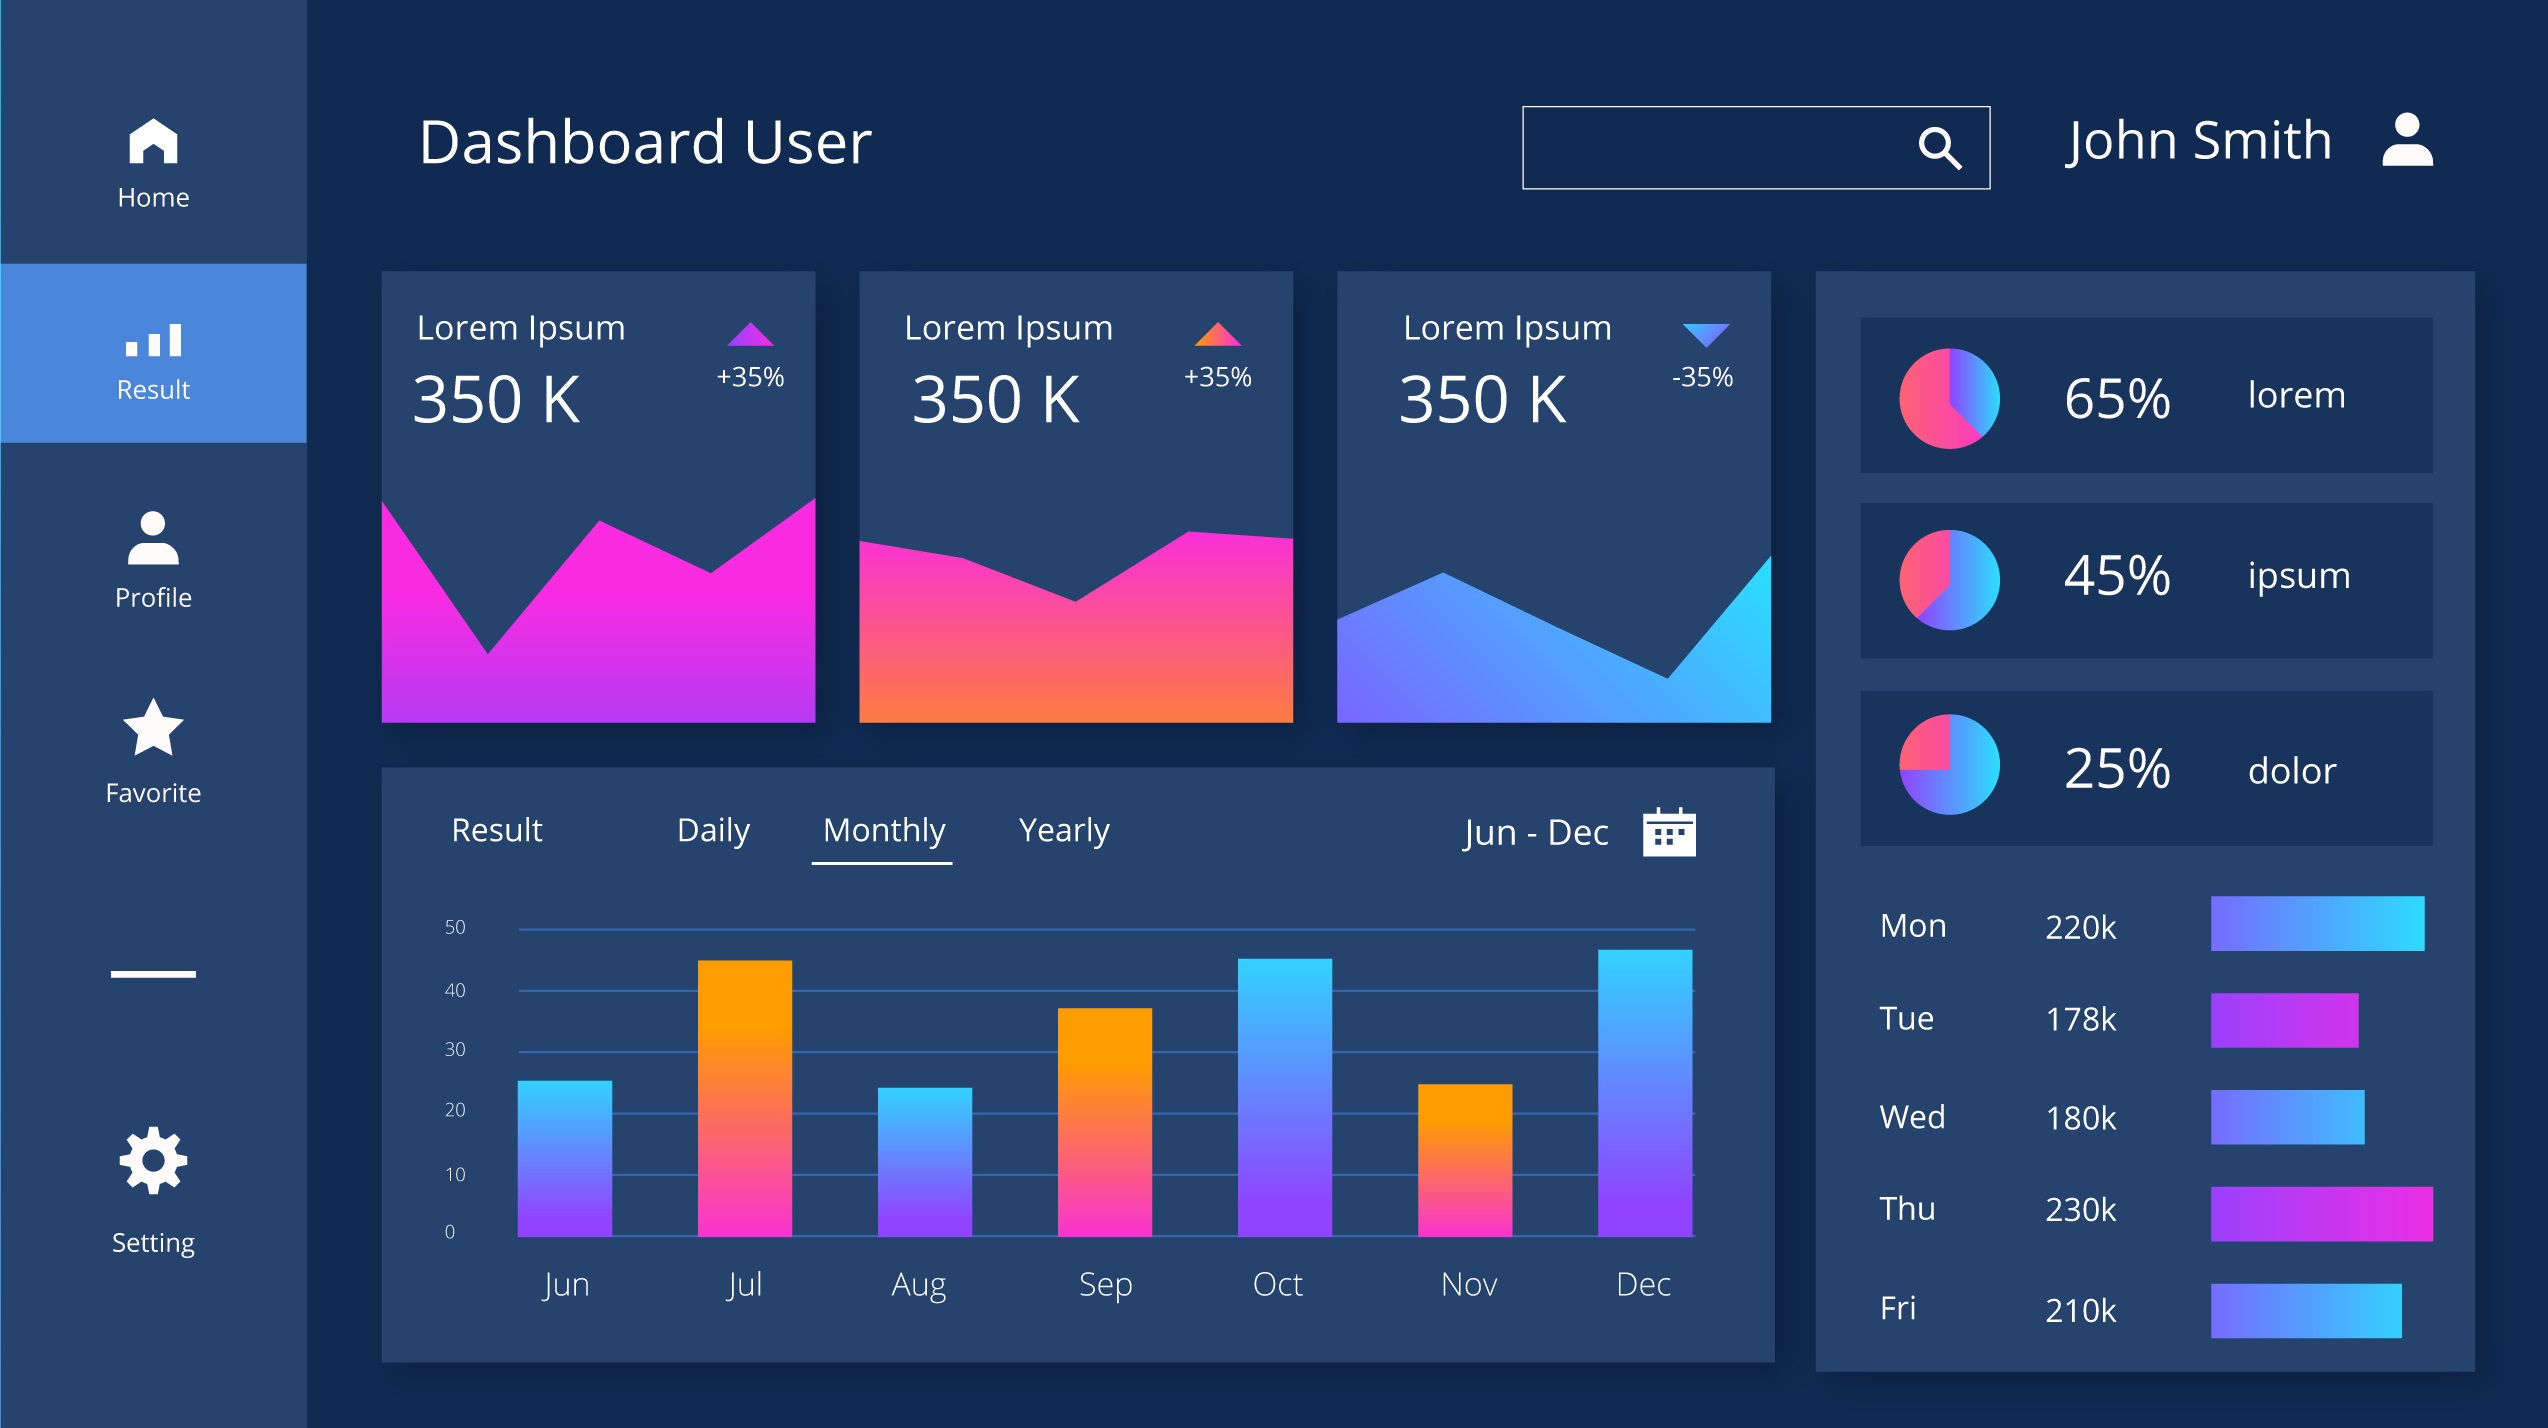 Home
Result
Profile
Favorite
Setting
Dashboard User
John Smith
Lorem Ipsum
350 K
+35%
Lorem Ipsum
350 K
+35%
Lorem Ipsum
350 K
-35%
Result Daily Monthly Yearly Jun - Dec
50
40
30
20
10
0
Jun Jul Aug Sep Oct Nov Dec
65% lorem
45% ipsum
25% dolor
Mon 220k
Tue 178k
Wed 180k
Thu 230k
Fri 210k